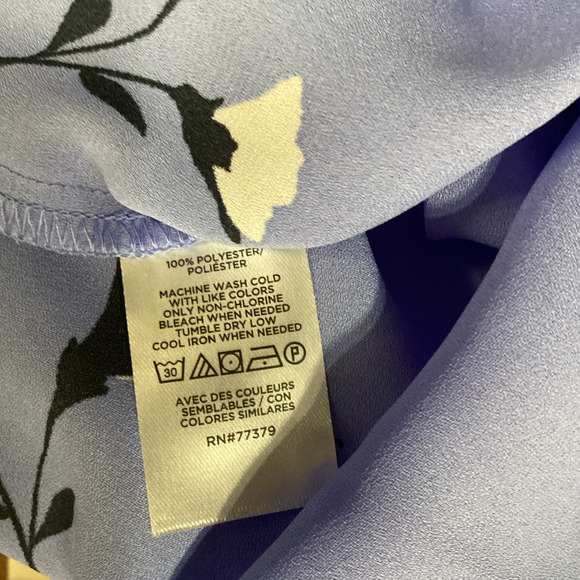 100% POLYESTER/
POLIÉSTER
MACHINE WASH COLD
WITH LIKE COLORS
ONLY NON-CHLORINE
BLEACH WHEN NEEDED
TUMBLE DRY LOW
COOL IRON WHEN NEEDED
30 P
AVEC DES COULEURS
SEMBLABLES / CON
COLORES SIMILARES
RN#77379